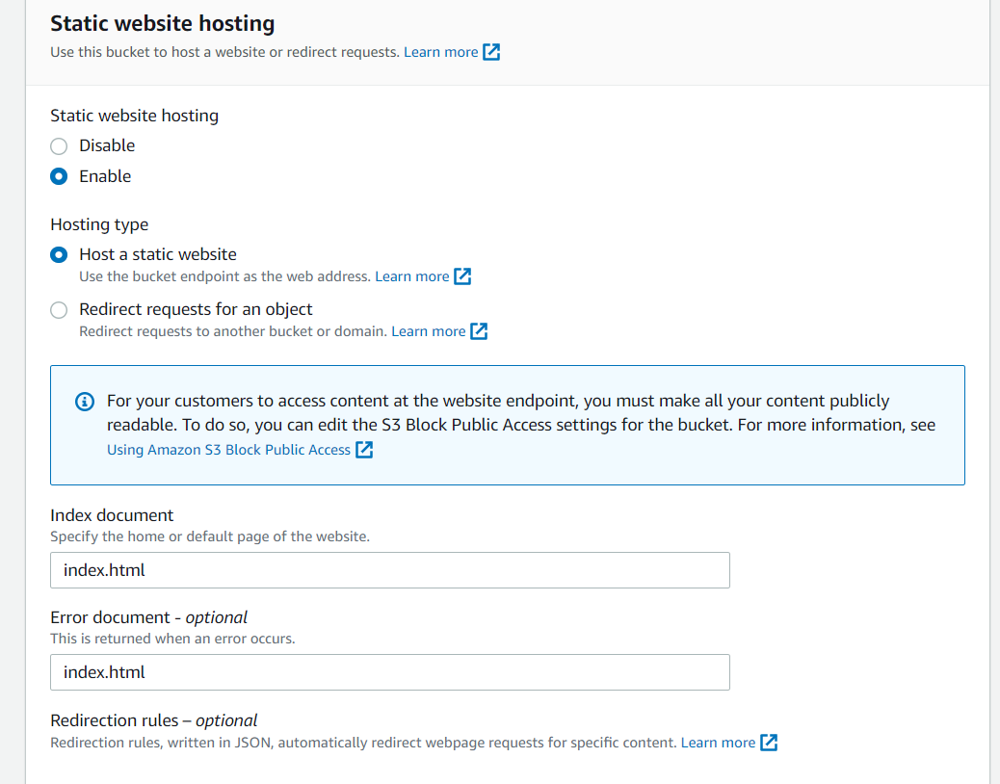 Static website hosting
Use this bucket to host a website or redirect requests. Learn more
Static website hosting
Disable
Enable
Hosting type
Host a static website
Use the bucket endpoint as the web address. Learn more
Redirect requests for an object
Redirect requests to another bucket or domain. Learn more
For your customers to access content at the website endpoint, you must make all your content publicly
readable. To do so, you can edit the S3 Block Public Access settings for the bucket. For more information, see
Using Amazon S3 Block Public Access
Index document
Specify the home or default page of the website.
index.html
Error document - optional
This is returned when an error occurs.
index.html
Redirection rules – optional
Redirection rules, written in JSON, automatically redirect webpage requests for specific content. Learn more